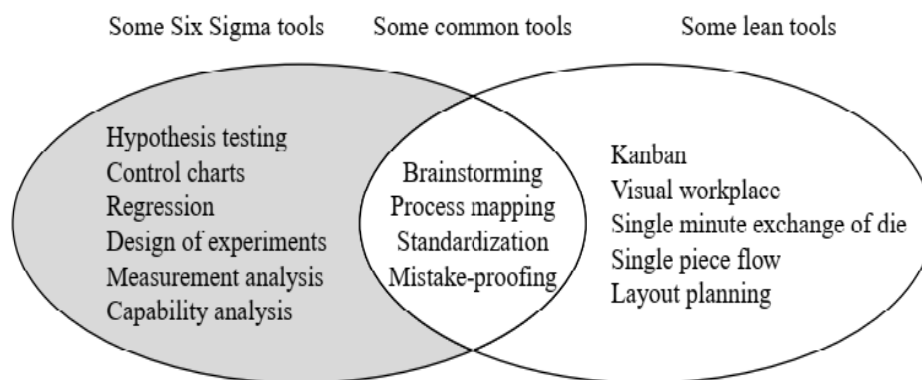 Some Six Sigma tools
Some common tools
Some lean tools
Hypothesis testing
Control charts
Regression
Design of experiments
Measurement analysis
Capability analysis
Brainstorming
Process mapping
Standardization
Mistake-proofing
Kanban
Visual workplace
Single minute exchange of die
Single piece flow
Layout planning